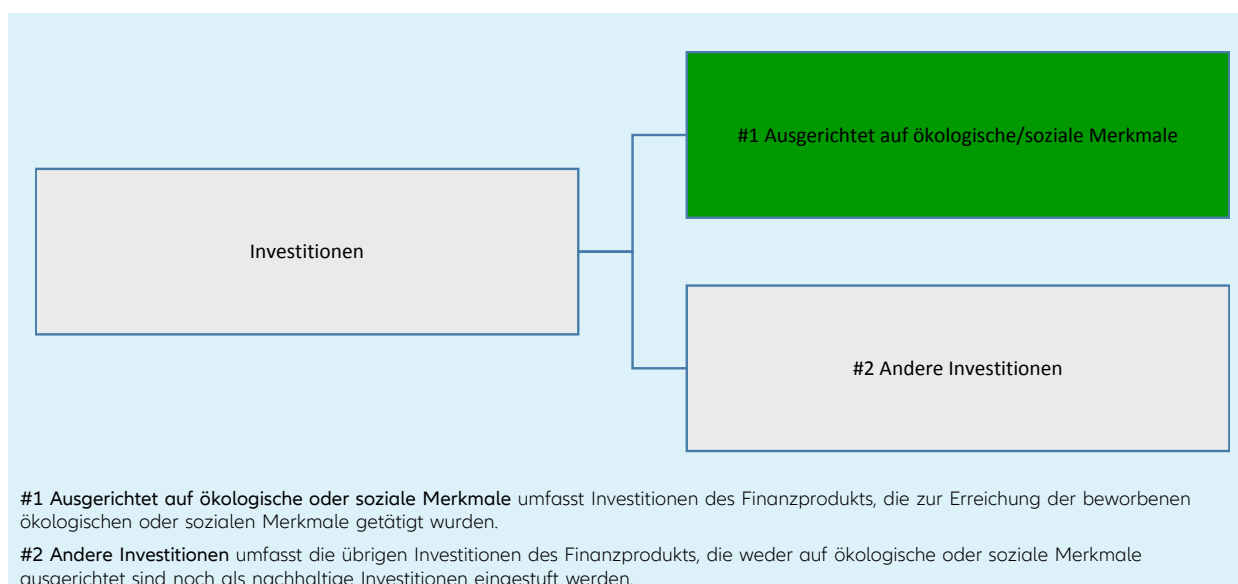 #1 Ausgerichtet auf ökologische/soziale Merkmale
Investitionen
#2 Andere Investitionen
#1 Ausgerichtet auf ökologische oder soziale Merkmale umfasst Investitionen des Finanzprodukts, die zur Erreichung der beworbenen
ökologischen oder sozialen Merkmale getätigt wurden.
#2 Andere Investitionen umfasst die übrigen Investitionen des Finanzprodukts, die weder auf ökologische oder soziale Merkmale
ausgerichtet sind noch als nachhaltige Investitionen eingestuft werden.